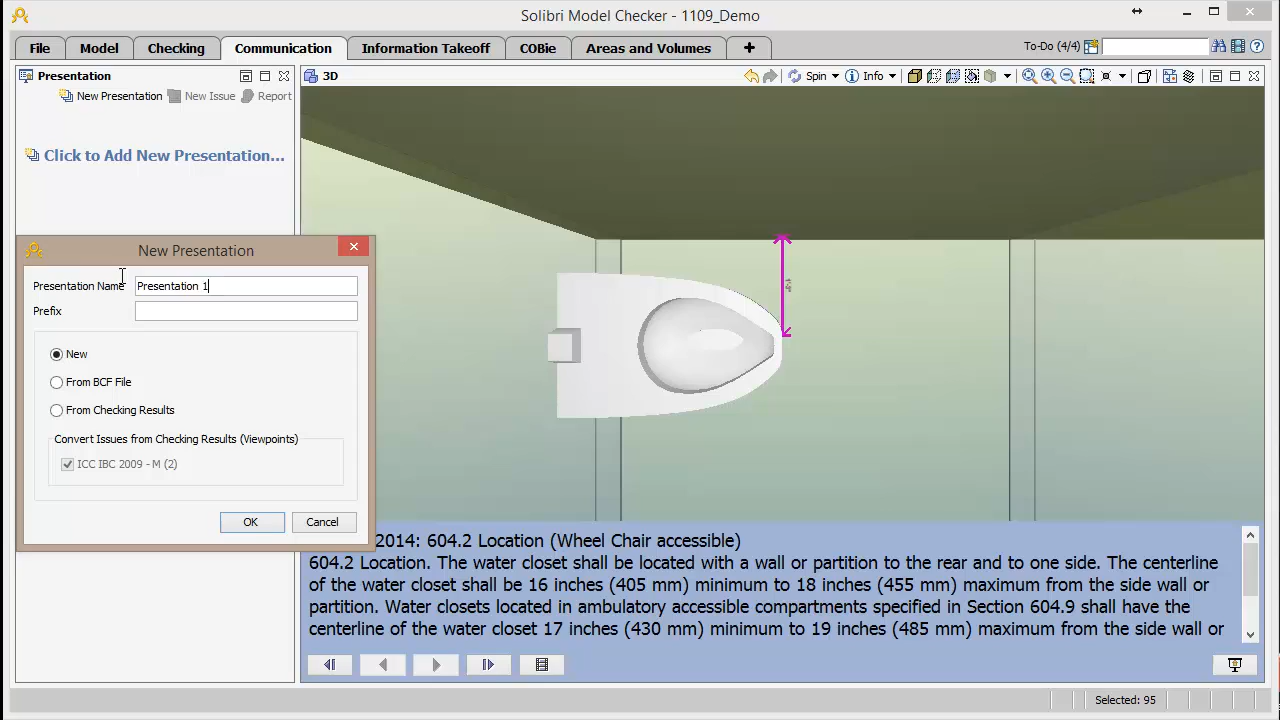 Solibri Model Checker - 1109_Demo
File
Model
Checking
Communication
Information Takeoff
COBie
Areas and Volumes
To-Do (4/4)
Presentation
3D
Spin
Info
New Presentation
New Issue
Report
Click to Add New Presentation...
New Presentation
Presentation Name
Presentation 1
Prefix
New
From BCF File
From Checking Results
Convert Issues from Checking Results (Viewpoints)
ICC IBC 2009 - M (2)
OK
Cancel
2014: 604.2 Location (Wheel Chair accessible)
604.2 Location. The water closet shall be located with a wall or partition to the rear and to one side. The centerline
of the water closet shall be 16 inches (405 mm) minimum to 18 inches (455 mm) maximum from the side wall or
partition. Water closets located in ambulatory accessible compartments specified in Section 604.9 shall have the
centerline of the water closet 17 inches (430 mm) minimum to 19 inches (485 mm) maximum from the side wall or
Selected: 95